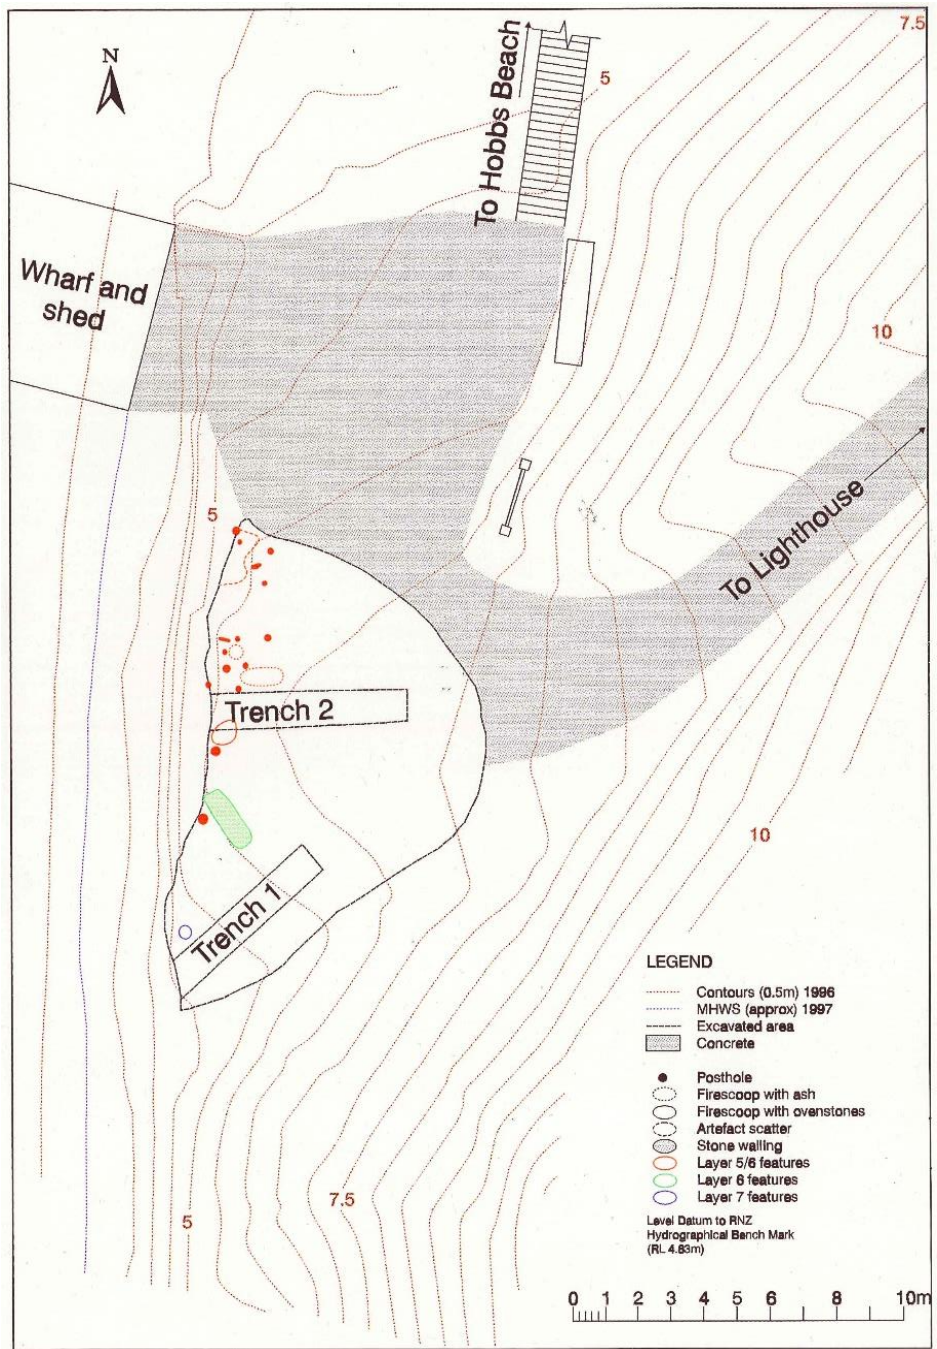 7.5
N
To Hobbs Beach
5
Wharf and
shed
10
5
To Lighthouse
Trench 2
10
Trench 1
LEGEND
Contours (0.5m) 1996
MHWS (approx) 1997
Excavated area
Concrete
Posthole
Firescoop with ash
Firescoop with ovenstones
Artefact scatter
Stone walling
Layer 5/6 features
Layer 6 features
Layer 7 features
Level Datum to RNZ
Hydrographical Bench Mark
(RL 4.83m)
7.5
5
0 1 2 3 4 5 6 7 8 10m